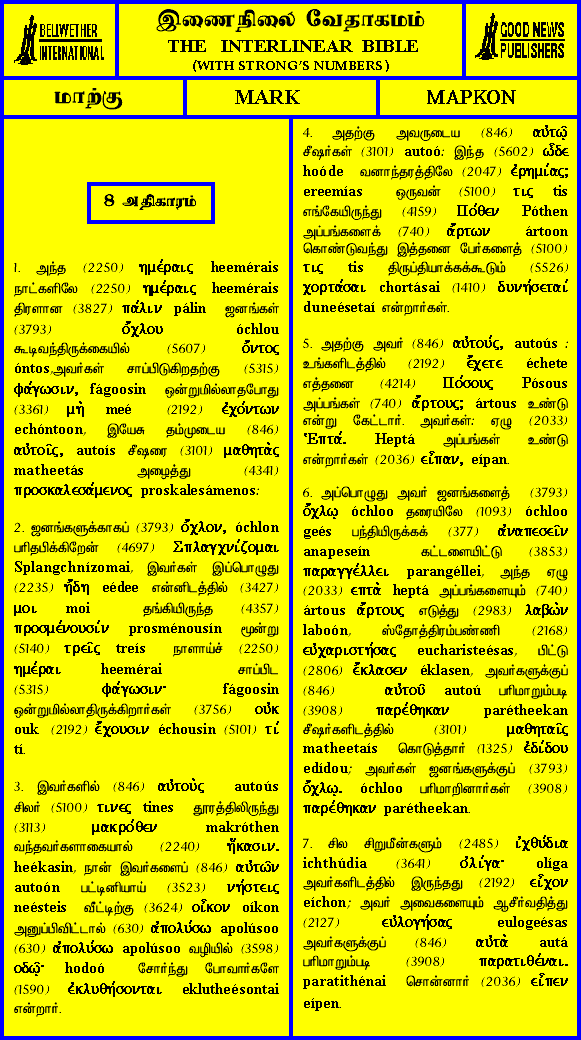 BELLWETHER
INTERNATIONAL
இணைநிலை வேதாகமம்
THE INTERLINEAR BIBLE
(WITH STRONG'S NUMBERS)
GOOD NEWS
PUBLISHERS
மாற்கு
MARK
ΜΑΡΚΟΝ
8 அதிகாரம்
1. அந்த (2250) ημέραις heemérais
நாட்களிலே (2250) ημέραις heemérais
திரளான (3827) πάλιν pálin ஜனங்கள்
(3793) ὄχλου óchlou
கூடிவந்திருக்கையில் (5607) ὄντος
óntos,அவர்கள் சாப்பிடுகிறதற்கு (5315)
φάγωσιν, fágoosin ஒன்றுமில்லாதபோது
(3361) μὴ meé (2192) ἐχόντων
echóntoon, இயேசு தம்முடைய (846)
αὐτοῖς, autoís சீஷரை (3101) μαθητὰς
matheetás அழைத்து (4341)
προσκαλεσάμενος proskalesámenos:
2. ஜனங்களுக்காகப் (3793) ὄχλον, óchlon
பரிதபிக்கிறேன் (4697) Σπλαγχνίζομαι
Splangchnízomai, இவர்கள் இப்பொழுது
(2235) ἤδη eédee என்னிடத்தில் (3427)
μοι moi தங்கியிருந்த (4357)
προσμένουσίν prosménousín மூன்று
(5140) τρεῖς treís நாளாய்ச் (2250)
ημέραι heemérai சாப்பிட
(5315) φάγωσιν· fágoosin
ஒன்றுமில்லாதிருக்கிறார்கள் (3756) οὐκ
ouk (2192) ἔχουσιν échousin (5101) τί
tí.
3. இவர்களில் (846) αὐτοὺς autoús
சிலர் (5100) τινες tines தூரத்திலிருந்து
(3113) μακρόθεν makróthen
வந்தவர்களாகையால் (2240) ἥκασιν.
heékasin, நான் இவர்களைப் (846) αὐτῶν
autoón பட்டினியாய் (3523) νήστεις
neésteis வீட்டிற்கு (3624) οἶκον oíkon
அனுப்பிவிட்டால் (630) ἀπολύσω apolúsoo
(630) ἀπολύσω apolúsoo வழியில் (3598)
οδῷ· hodoó சோர்ந்து போவார்களே
(1590) ἐκλυθήσονται eklutheésontai
என்றார்.
4. அதற்கு அவருடைய (846) αὐτῷ
சீஷர்கள் (3101) autoó: இந்த (5602) ὧδε
hoóde வனாந்தரத்திலே (2047) ἐρημίας;
ereemías ஒருவன் (5100) τις tis
எங்கேயிருந்து (4159) Πόθεν Póthen
அப்பங்களைக் (740) ἄρτων ártoon
கொண்டுவந்து இத்தனை பேர்களைத் (5100)
τις tis திருப்தியாக்கக்கூடும் (5526)
χορτάσαι chortásai (1410) δυνήσεταί
duneésetaí என்றார்கள்.
5. அதற்கு அவர் (846) αὐτούς, autoús :
உங்களிடத்தில் (2192) ἔχετε échete
எத்தனை (4214) Πόσους Pósous
அப்பங்கள் (740) ἄρτους; ártous உண்டு
என்று கேட்டார். அவர்கள்: ஏழு (2033)
Ἑπτά. Heptá அப்பங்கள் உண்டு
என்றார்கள் (2036) εἶπαν, eípan.
6. அப்பொழுது அவர் ஜனங்களைத் (3793)
ὄχλῳ óchloo தரையிலே (1093) óchloo
geés பந்தியிருக்கக் (377) ἀναπεσεῖν
anapeseín கட்டளையிட்டு (3853)
παραγγέλλει parangéllei, அந்த ஏழு
(2033) επτὰ heptá அப்பங்களையும் (740)
ártous ἄρτους எடுத்து (2983) λαβὼν
laboón, ஸ்தோத்திரம்பண்ணி (2168)
εὐχαριστήσας eucharisteésas, பிட்டு
(2806) ἔκλασεν éklasen, அவர்களுக்குப்
(846) αὐτοῦ autoú பரிமாறும்படி
(3908) παρέθηκαν parétheekan
சீஷர்களிடத்தில் (3101) μαθηταῖς
matheetaís கொடுத்தார் (1325) ἐδίδου
edídou; அவர்கள் ஜனங்களுக்குப் (3793)
ὄχλῳ. óchloo பரிமாறினார்கள் (3908)
παρέθηκαν parétheekan.
7. சில சிறுமீன்களும் (2485) ἰχθύδια
ichthúdia (3641) ὀλίγα· olíga
அவர்களிடத்தில் இருந்தது (2192) εἶχον
eíchon; அவர் அவைகளையும் ஆசீர்வதித்து
(2127) εὐλογήσας eulogeésas
அவர்களுக்குப் (846) αὐτὰ autá
பரிமாறும்படி (3908) παρατιθέναι.
paratithénai சொன்னார் (2036) εἶπεν
eípen.